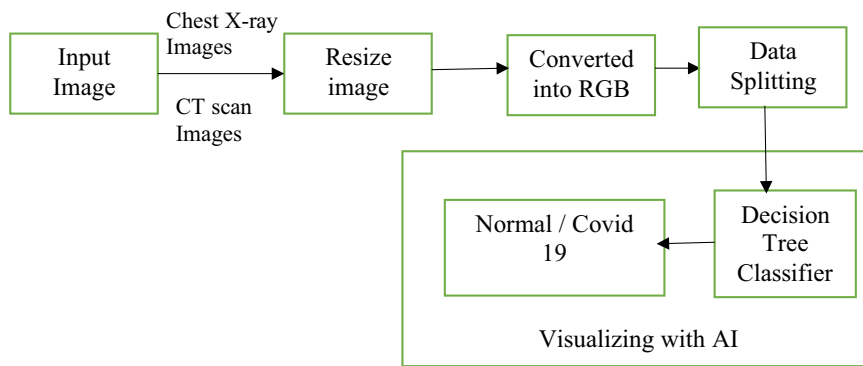 Input
Image
Chest X-ray
Images
CT scan
Images
Resize
image
Converted
into RGB
Data
Splitting
Decision
Tree
Classifier
Normal / Covid
19
Visualizing with AI